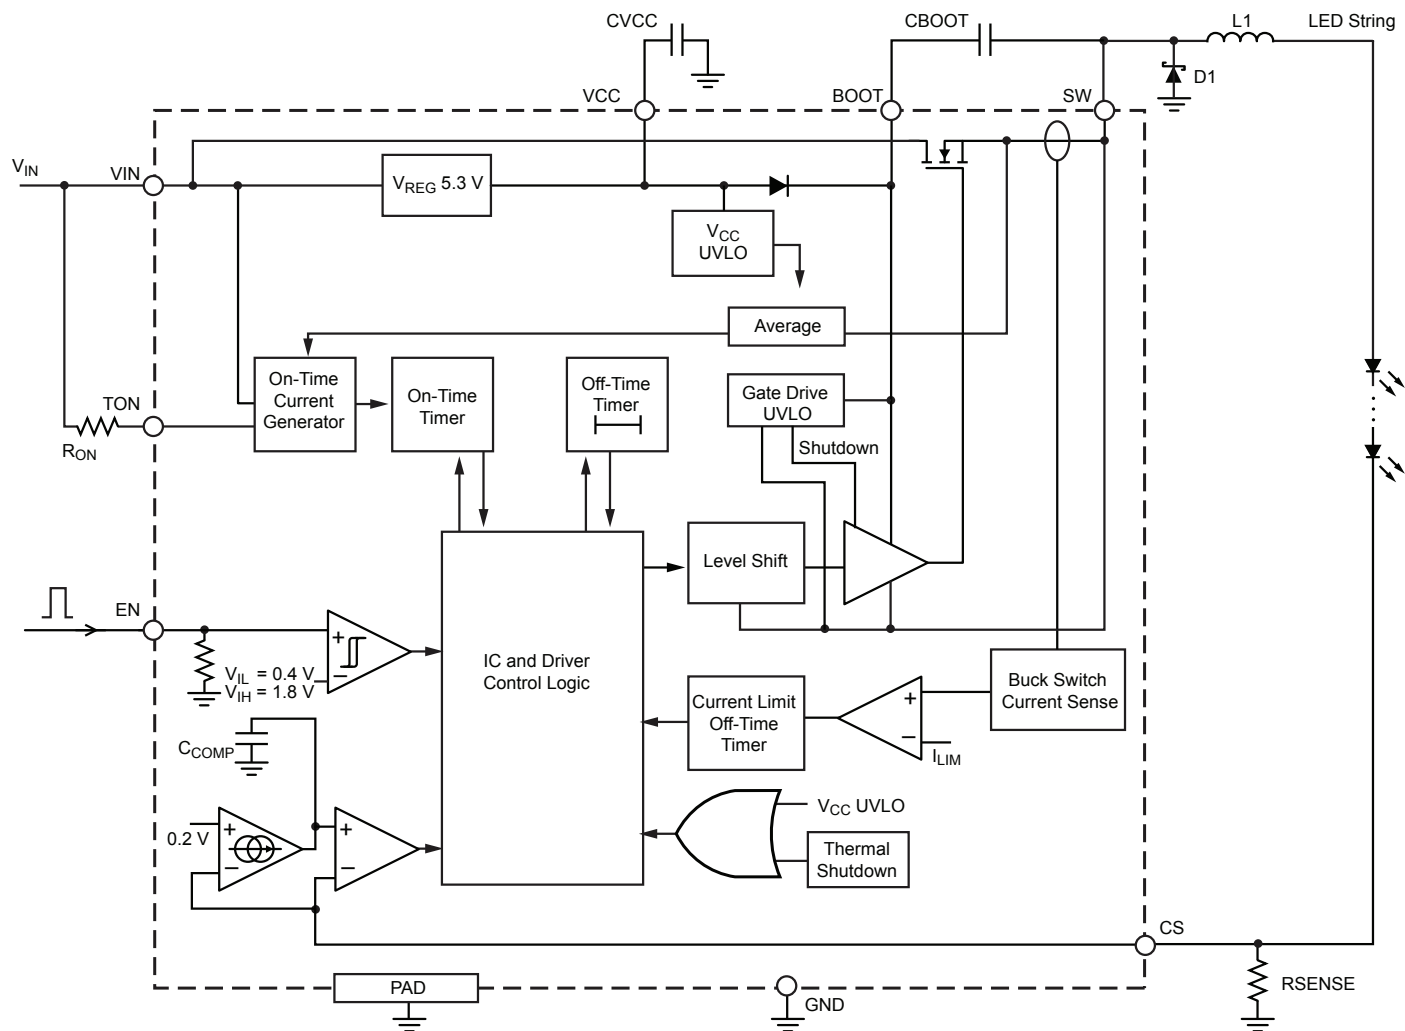 CVCC
CBOOT
L1
LED String
D1
VCC
BOOT
SW
VIN
VIN
VREG 5.3 V
VCC
UVLO
Average
On-Time
Current
Generator
On-Time
Timer
Off-Time
Timer
Gate Drive
UVLO
TON
RON
Shutdown
Level Shift
EN
+
–
VIL = 0.4 V
VIH = 1.8 V
IC and Driver
Control Logic
Buck Switch
Current Sense
Current Limit
Off-Time
Timer
+
–
ILIM
CCOMP
0.2 V
+
–
+
–
VCC UVLO
Thermal
Shutdown
CS
RSENSE
PAD
GND